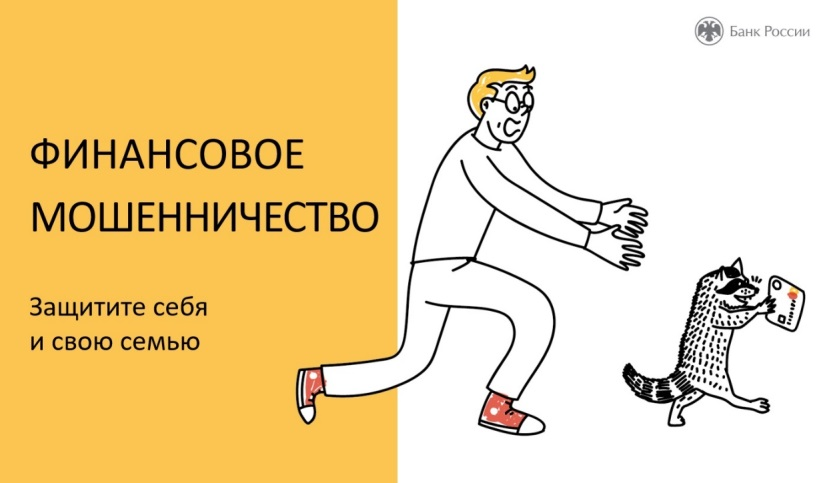 Банк России
ФИНАНСОВОЕ
МОШЕННИЧЕСТВО
Защитите себя
и свою семью